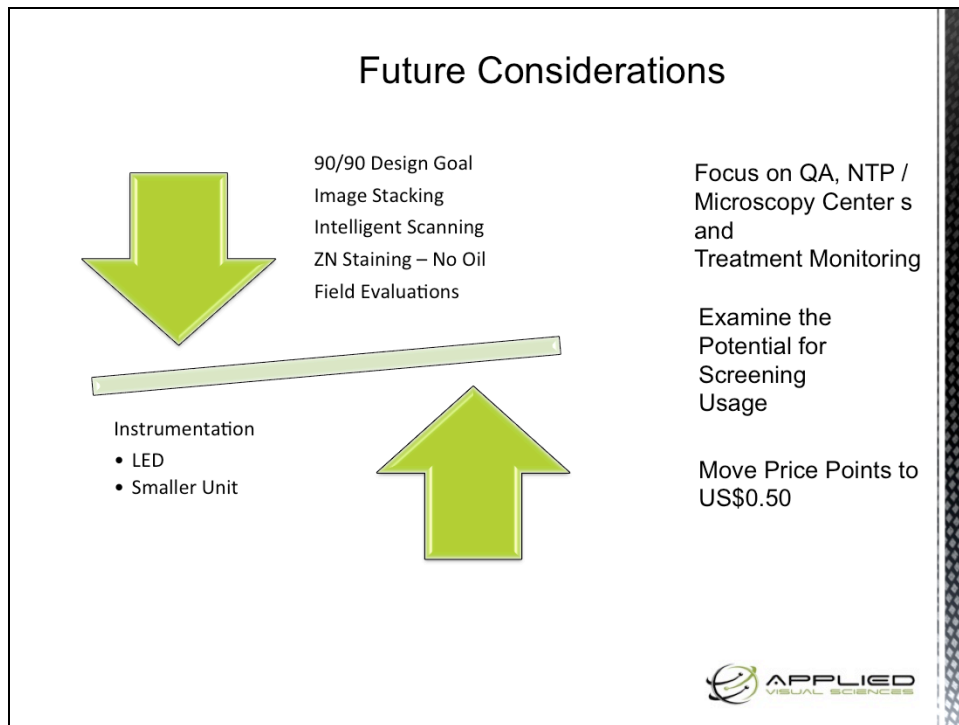 Future Considerations
90/90 Design Goal
Image Stacking
Intelligent Scanning
ZN Staining – No Oil
Field Evaluations
Instrumentation
• LED
• Smaller Unit
Focus on QA, NTP /
Microscopy Center s
and
Treatment Monitoring
Examine the
Potential for
Screening
Usage
Move Price Points to
US$0.50
APPLIED
VISUAL SCIENCES